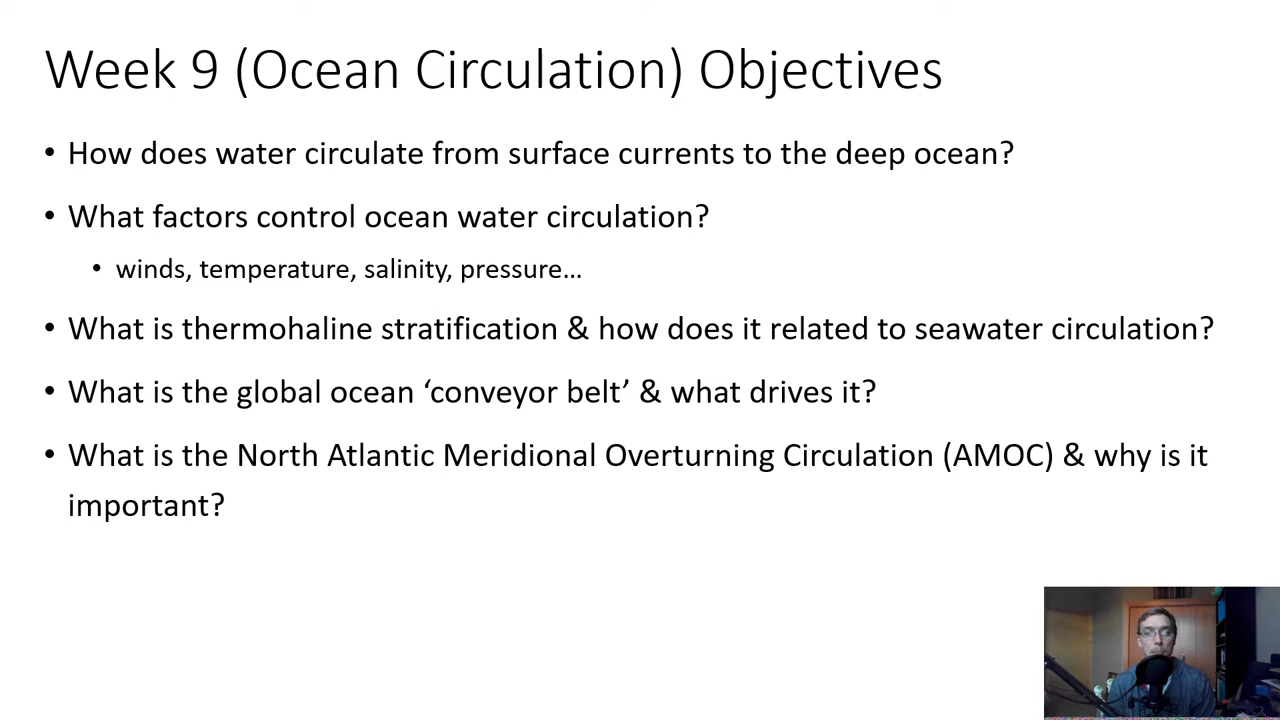 Week 9 (Ocean Circulation) Objectives
• How does water circulate from surface currents to the deep ocean?
• What factors control ocean water circulation?
• winds, temperature, salinity, pressure…
• What is thermohaline stratification & how does it related to seawater circulation?
• What is the global ocean ‘conveyor belt’ & what drives it?
• What is the North Atlantic Meridional Overturning Circulation (AMOC) & why is it
important?